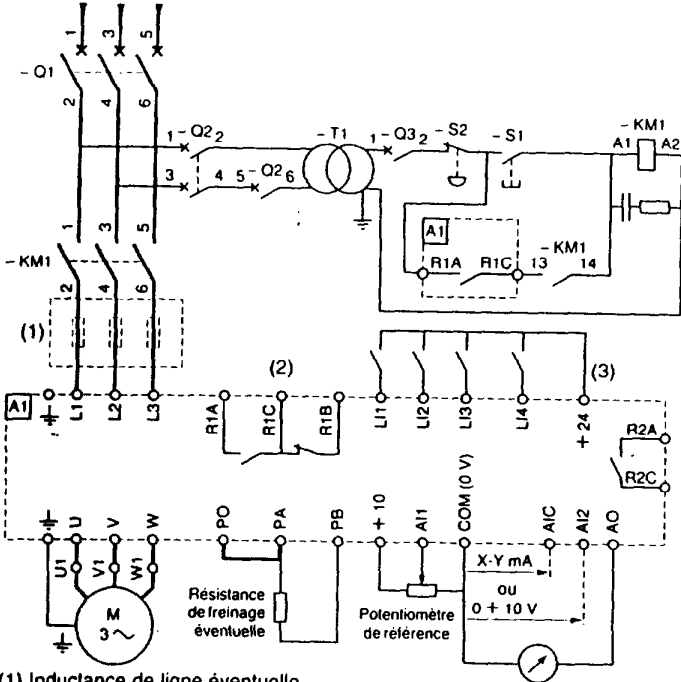 1 3 5
-Q1
2 4 6
1 -Q2 2
-T1
1 -Q3 2
-S2
-S1
-KM1
A1 A2
3 4 5 -Q2 6
1 3 5
-KM1
2 4 6
A1
R1A R1C
-KM1
13 14
(1)
(2)
(3)
A1
L1 L2 L3
R1A R1C R1B
LI1 LI2 LI3 LI4 +24
R2A
R2C
U V W
PO PA PB
+10 AI1 COM (0 V) AIC AI2 AO
U1 V1 W1
M
3~
Résistance
de freinage
éventuelle
Potentiomètre
de référence
X-Y mA
ou
0 + 10 V
(1) Inductance de ligne éventuelle